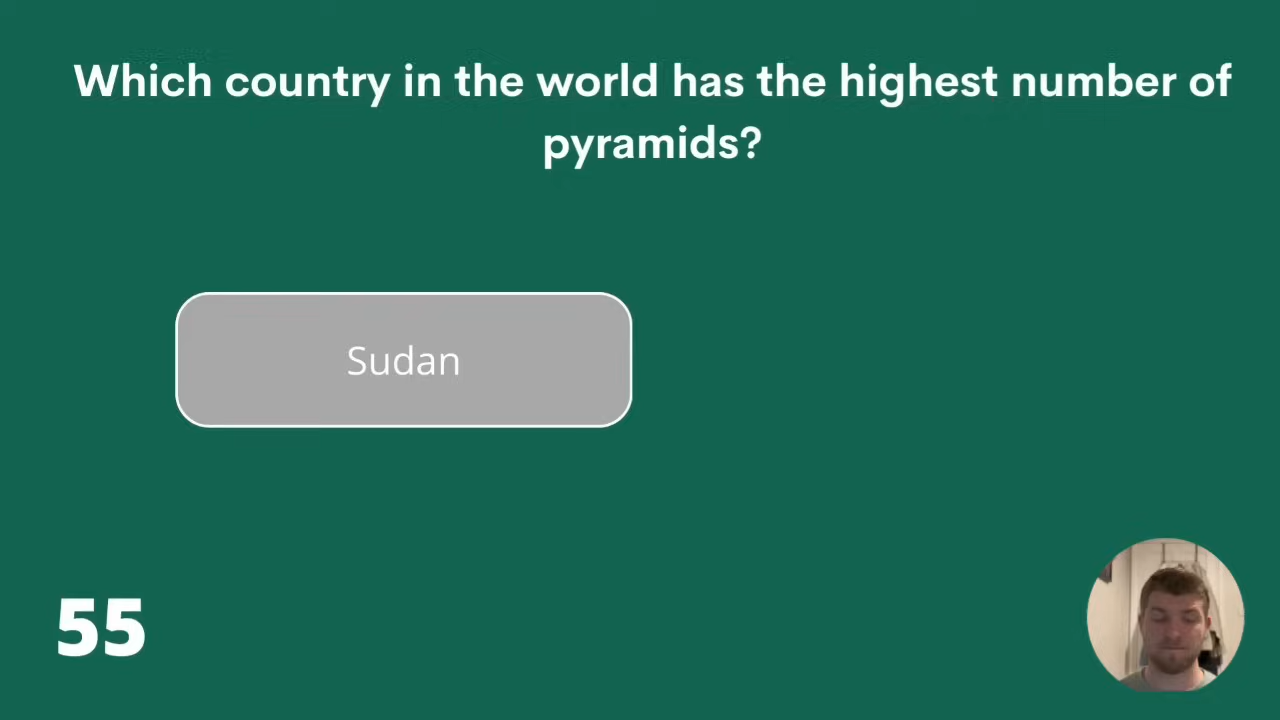 Which country in the world has the highest number of
pyramids?
Sudan
55